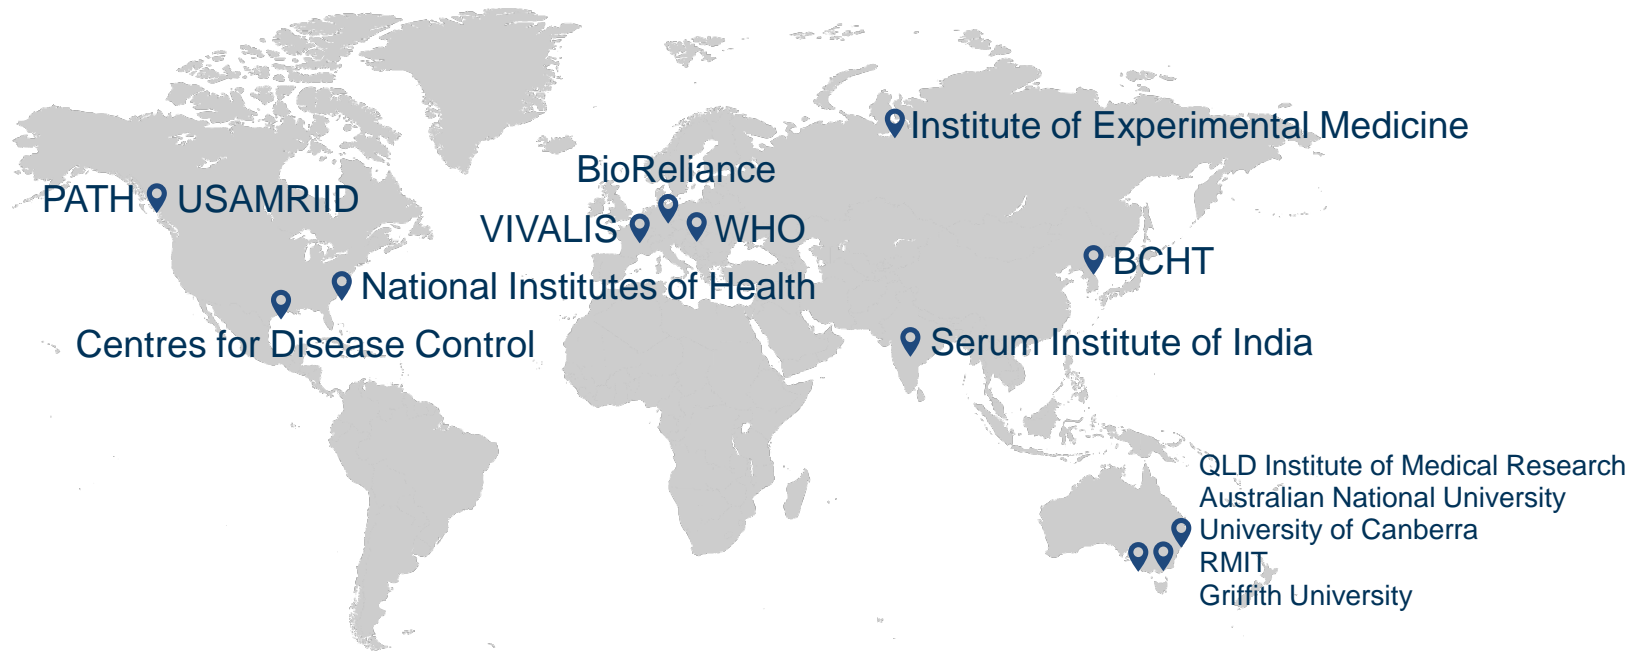 Institute of Experimental Medicine
BioReliance
PATH USAMRIID
VIVALIS WHO
BCHT
National Institutes of Health
Centres for Disease Control
Serum Institute of India
QLD Institute of Medical Research
Australian National University
University of Canberra
RMIT
Griffith University